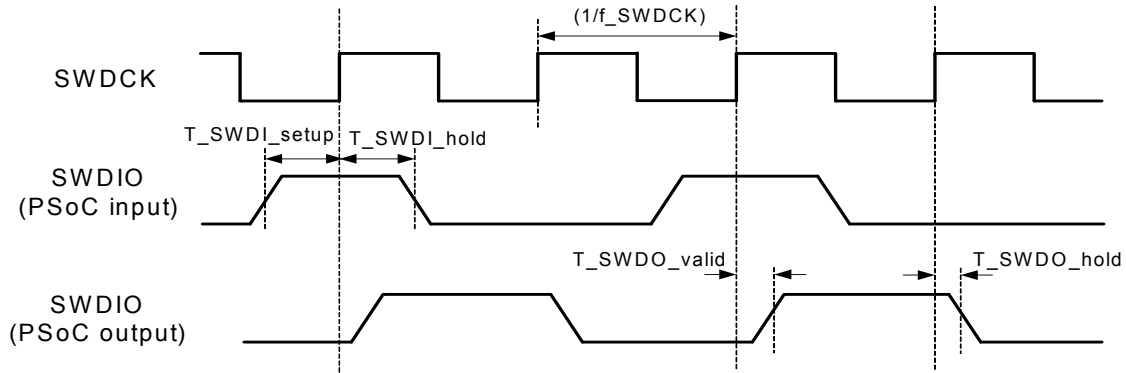 (1/f_SWDCK)
SWDCK
T_SWDI_setup
T_SWDI_hold
SWDIO
(PSoC input)
T_SWDO_valid
T_SWDO_hold
SWDIO
(PSoC output)